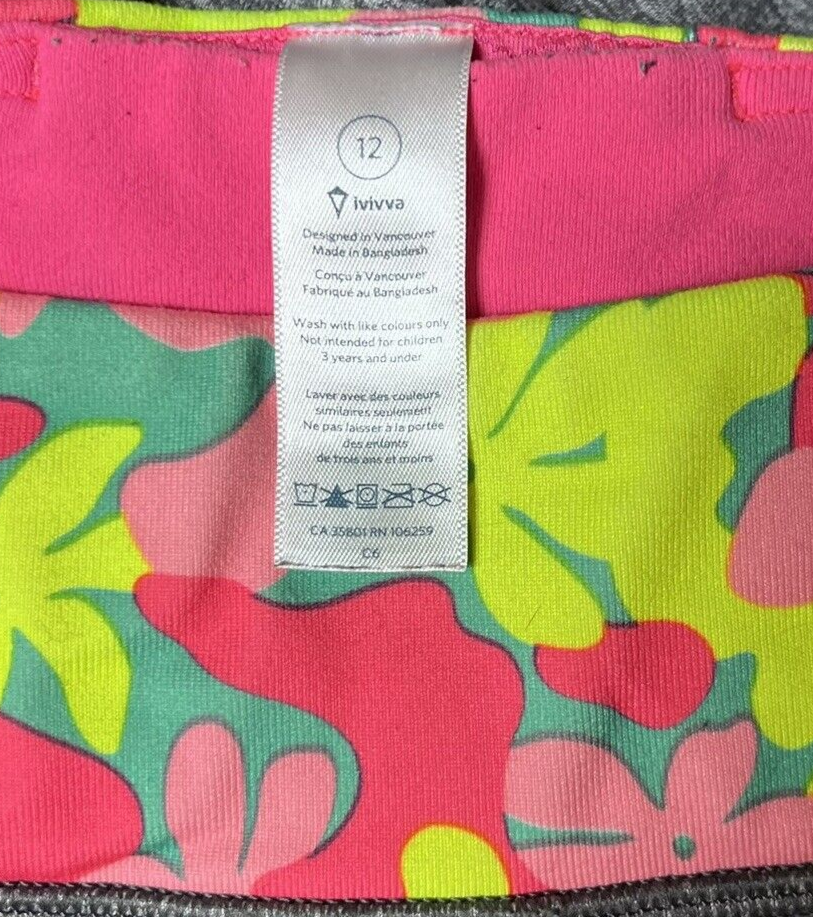 12
ivivva
Designed in Vancouver
Made in Bangladesh
Conçu à Vancouver
Fabriqué au Bangladesh
Wash with like colours only
Not intended for children
3 years and under
Laver avec des couleurs
similaires seulement
Ne pas laisser à la portée
des enfants
de trois ans et moins
CA 35801 RN 106259
C6